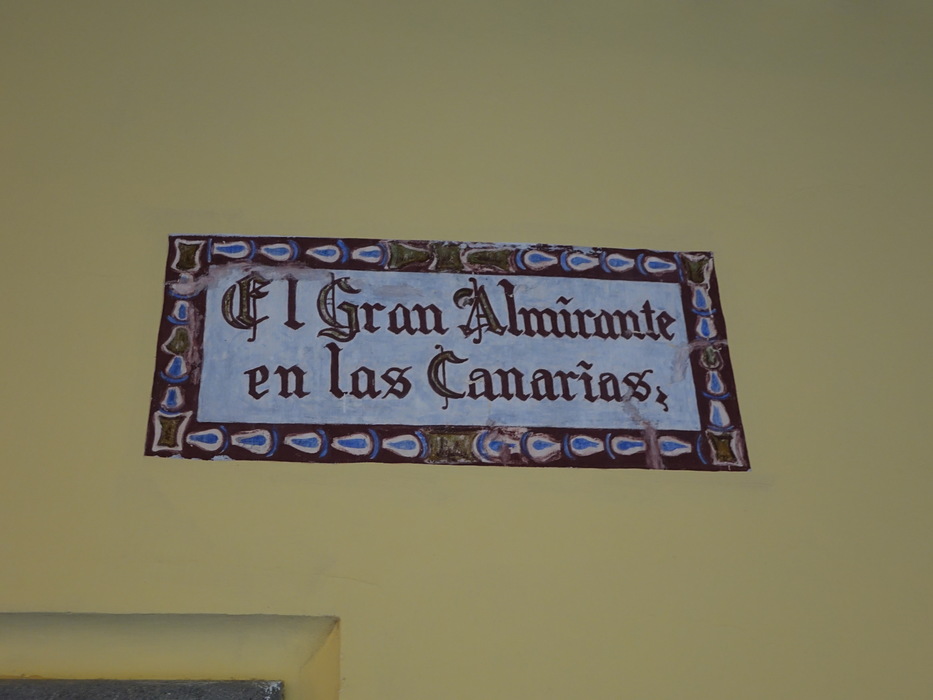 El Gran Almirante
en las Canarias;